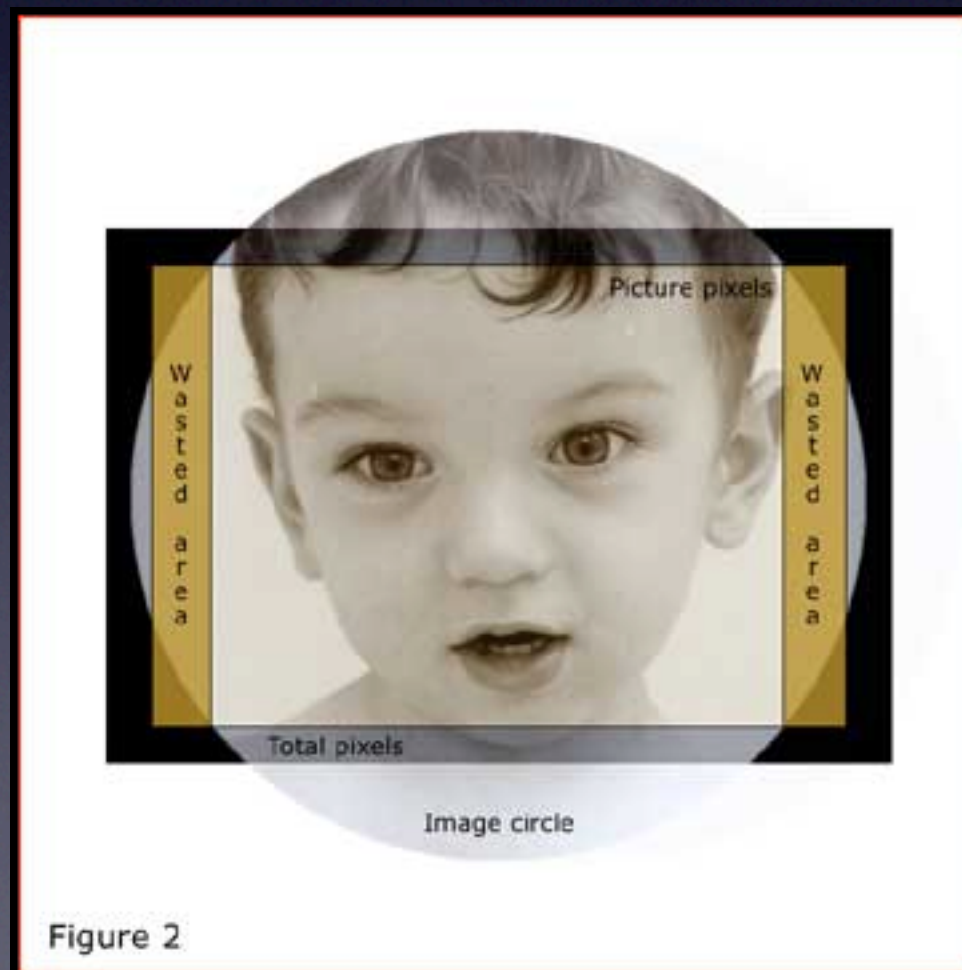 Picture pixels
Wasted area
Wasted area
Total pixels
Image circle
Figure 2